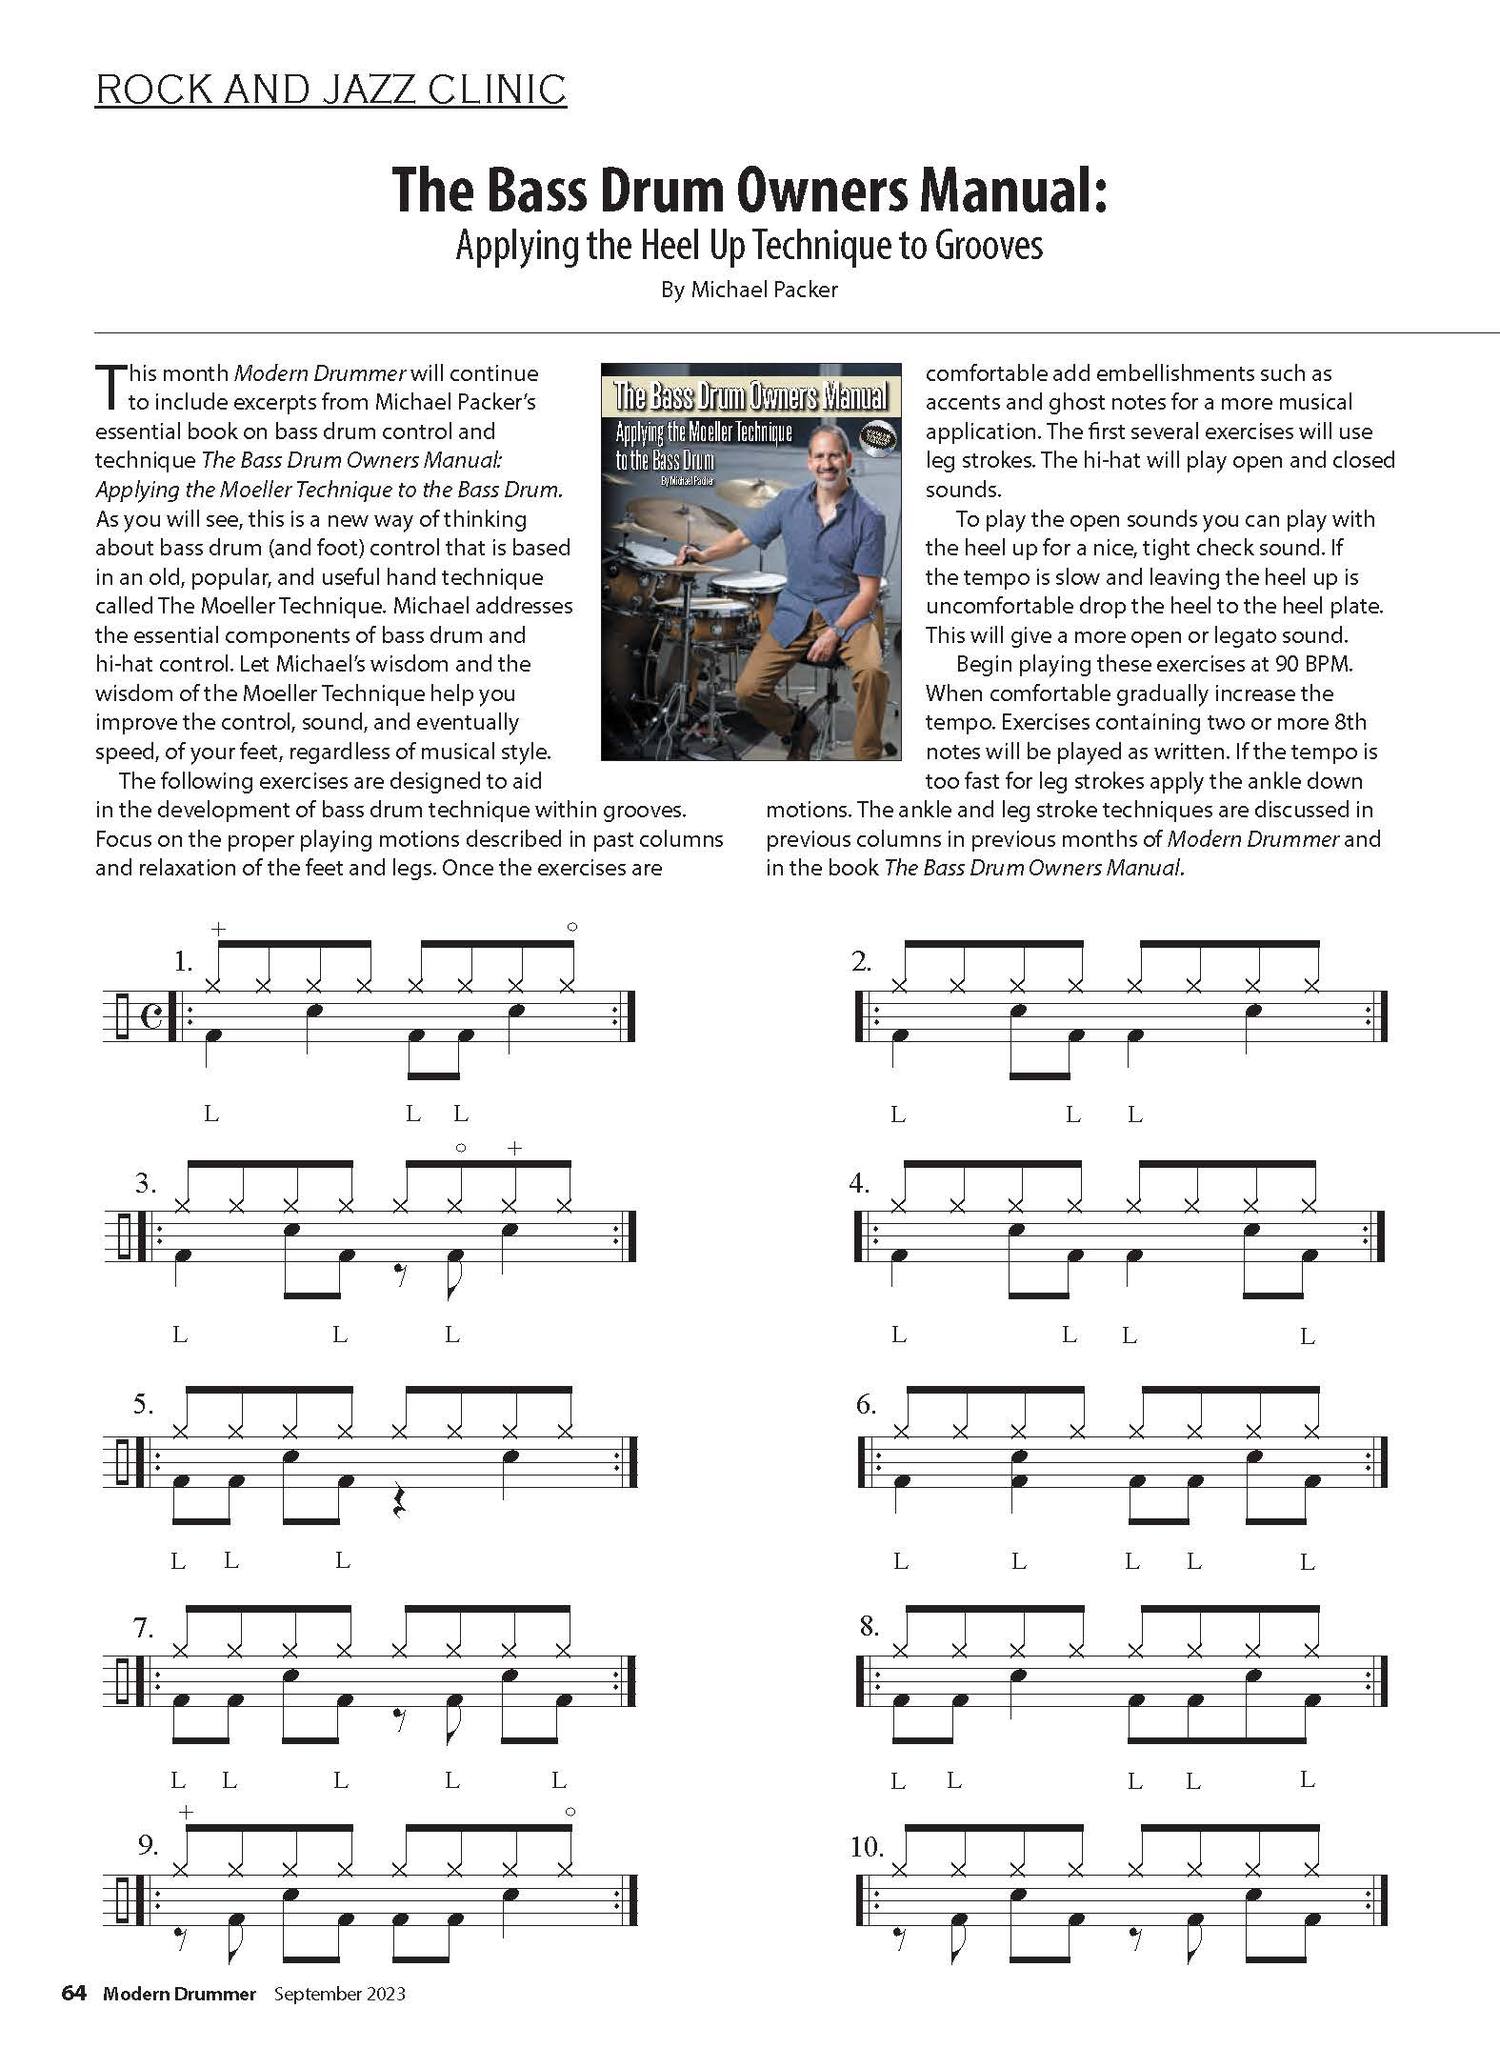 ROCK AND JAZZ CLINIC
The Bass Drum Owners Manual:
Applying the Heel Up Technique to Grooves
By Michael Packer
This month Modern Drummer will continue
to include excerpts from Michael Packer's
essential book on bass drum control and
technique The Bass Drum Owners Manual:
Applying the Moeller Technique to the Bass Drum.
As you will see, this is a new way of thinking
about bass drum (and foot) control that is based
in an old, popular, and useful hand technique
called The Moeller Technique. Michael addresses
the essential components of bass drum and
hi-hat control. Let Michael's wisdom and the
wisdom of the Moeller Technique help you
improve the control, sound, and eventually
speed, of your feet, regardless of musical style.
The following exercises are designed to aid
in the development of bass drum technique within grooves.
Focus on the proper playing motions described in past columns
and relaxation of the feet and legs. Once the exercises are
The Bass Drum Owners Manual
Applying the Moeller Technique
to the Bass Drum
By Michael Packer
comfortable add embellishments such as
accents and ghost notes for a more musical
application. The first several exercises will use
leg strokes. The hi-hat will play open and closed
sounds.
To play the open sounds you can play with
the heel up for a nice, tight check sound. If
the tempo is slow and leaving the heel up is
uncomfortable drop the heel to the heel plate.
This will give a more open or legato sound.
Begin playing these exercises at 90 BPM.
When comfortable gradually increase the
tempo. Exercises containing two or more 8th
notes will be played as written. If the tempo is
too fast for leg strokes apply the ankle down
motions. The ankle and leg stroke techniques are discussed in
previous columns in previous months of Modern Drummer and
in the book The Bass Drum Owners Manual.
1.
L L L
2.
L L L
3.
L L L
4.
L L L L
5.
L L L
6.
L L L L L
7.
L L L L L
8.
L L L L L
9.
10.
64 Modern Drummer September 2023